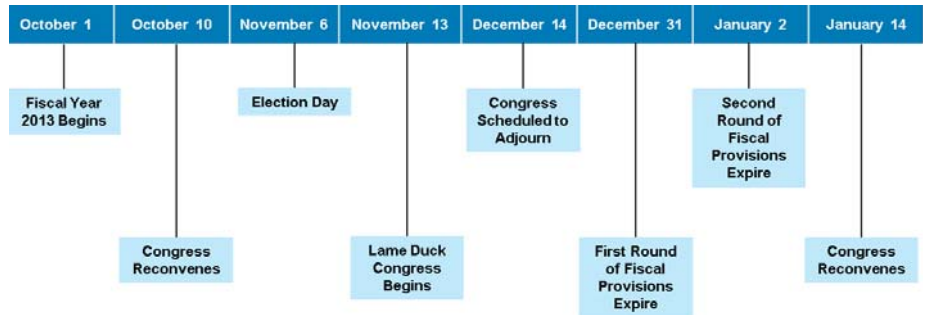 October 1
October 10
November 6
November 13
December 14
December 31
January 2
January 14
Fiscal Year
2013 Begins
Congress
Reconvenes
Election Day
Lame Duck
Congress
Begins
Congress
Scheduled to
Adjourn
First Round
of Fiscal
Provisions
Expire
Second
Round of
Fiscal
Provisions
Expire
Congress
Reconvenes